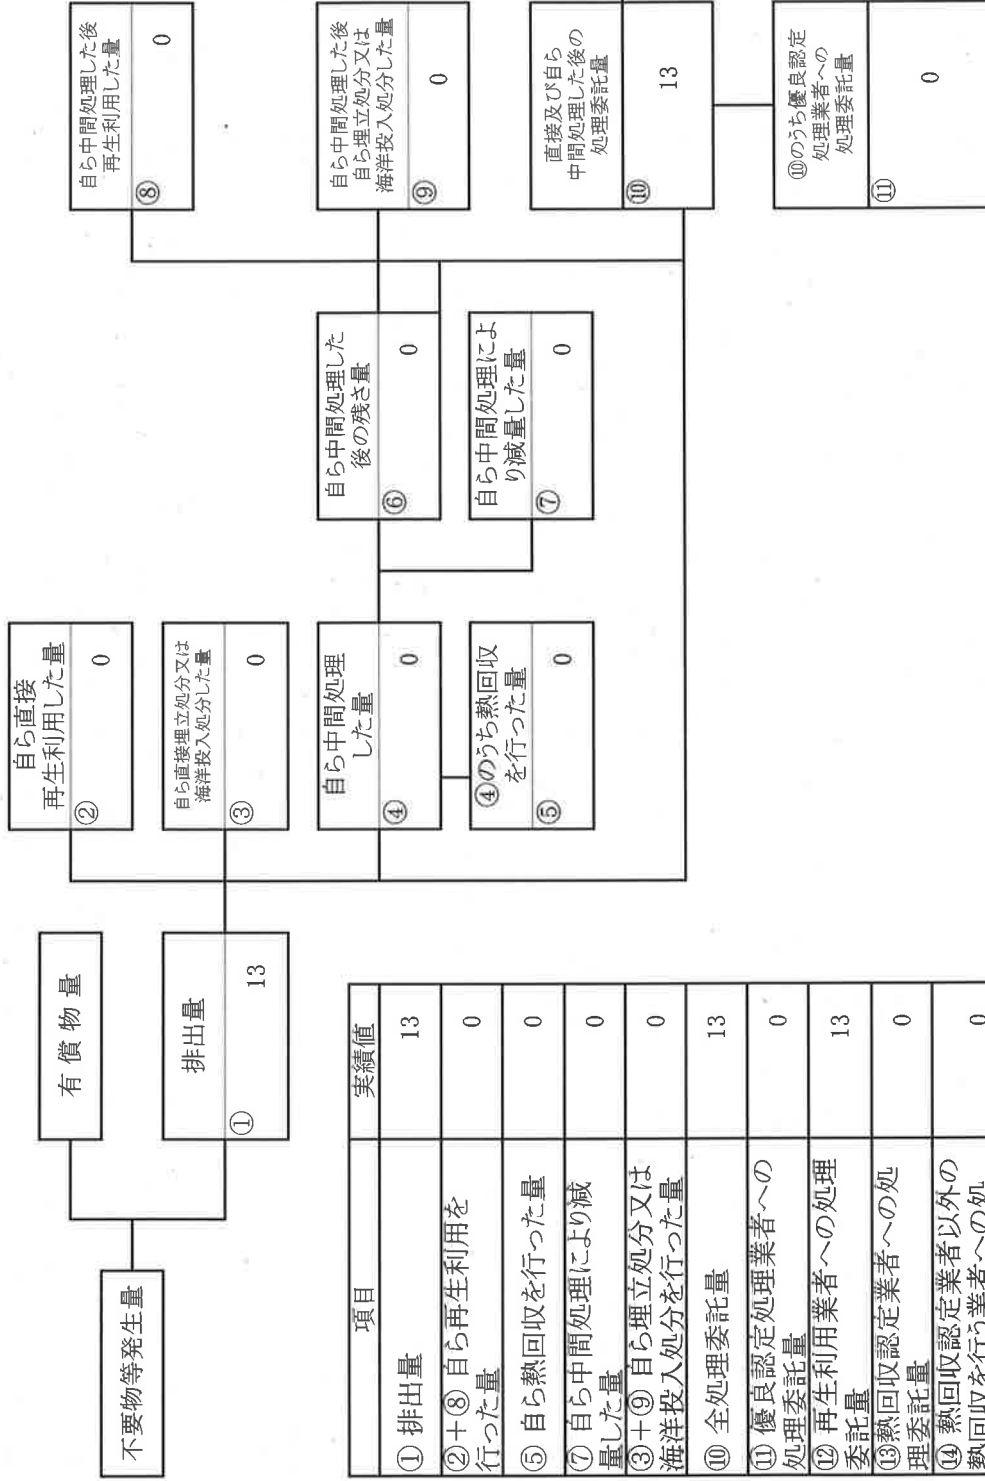 不要物等発生量
有 償 物 量
排出量
① 13
自ら直接
再生利用した量
② 0
自ら直接埋立処分又は
海洋投入処分した量
③ 0
自ら中間処理
した量
④ 0
④のうち熱回収
を行った量
⑤ 0
自ら中間処理した
後の残さ量
⑥ 0
自ら中間処理によ
り減量した量
⑦ 0
自ら中間処理した後
再生利用した量
⑧ 0
自ら中間処理した後
自ら埋立処分又は
海洋投入処分した量
⑨ 0
直接及び自ら
中間処理した後の
処理委託量
⑩ 13
⑩のうち優良認定
処理業者への
処理委託量
⑪ 0
項目 実績値
① 排出量 13
②+⑧ 自ら再生利用を
行った量 0
⑤ 自ら熱回収を行った量 0
⑦ 自ら中間処理により減
量した量 0
③+⑨ 自ら埋立処分又は
海洋投入処分を行った量 0
⑩ 全処理委託量 13
⑪ 優良認定処理業者への
処理委託量 0
⑫ 再生利用業者への処理
委託量 13
⑬熱回収認定業者への処
理委託量 0
⑭ 熱回収認定業者以外の
熱回収を行う業者への処 0